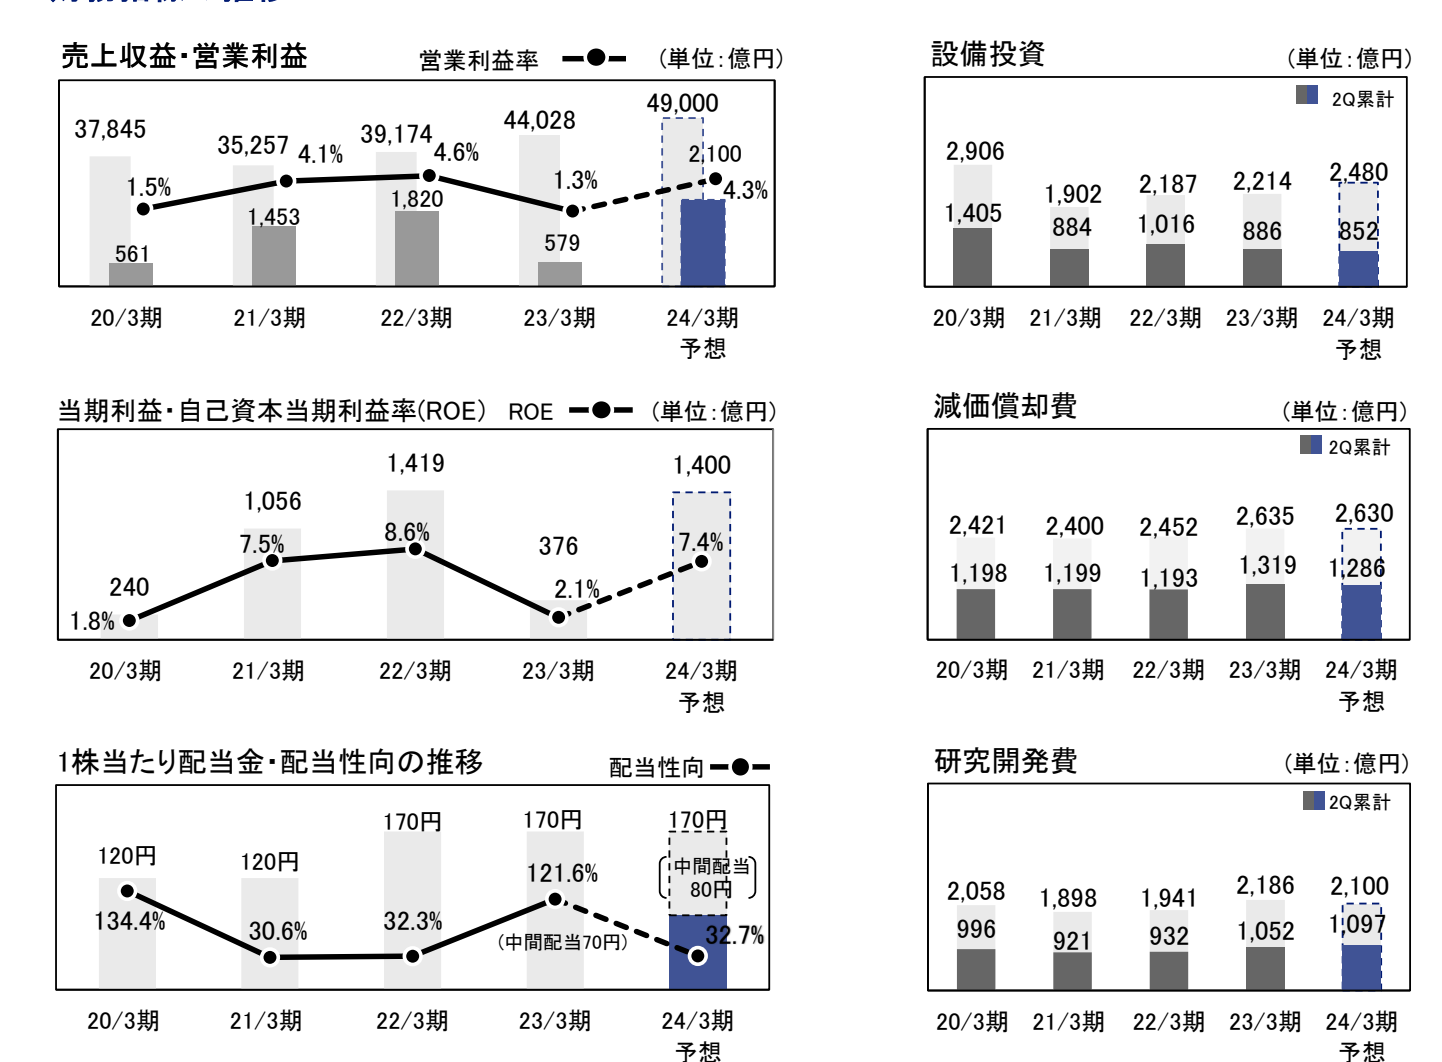 売上収益・営業利益 営業利益率 （単位：億円）
37,845 35,257 39,174 44,028 49,000
1.5% 4.1% 4.6% 1.3% 4.3%
561 1,453 1,820 579 2,100
20/3期 21/3期 22/3期 23/3期 24/3期
予想
当期利益・自己資本当期利益率(ROE) ROE （単位：億円）
240 1,056 1,419 376 1,400
1.8% 7.5% 8.6% 2.1% 7.4%
20/3期 21/3期 22/3期 23/3期 24/3期
予想
1株当たり配当金・配当性向の推移 配当性向
120円 120円 170円 170円 170円
中間配当
80円
134.4% 30.6% 32.3% 121.6% 32.7%
（中間配当70円）
20/3期 21/3期 22/3期 23/3期 24/3期
予想
設備投資 （単位：億円）
2Q累計
2,906 1,902 2,187 2,214 2,480
1,405 884 1,016 886 852
20/3期 21/3期 22/3期 23/3期 24/3期
予想
減価償却費 （単位：億円）
2Q累計
2,421 2,400 2,452 2,635 2,630
1,198 1,199 1,193 1,319 1,286
20/3期 21/3期 22/3期 23/3期 24/3期
予想
研究開発費 （単位：億円）
2Q累計
2,058 1,898 1,941 2,186 2,100
996 921 932 1,052 1,097
20/3期 21/3期 22/3期 23/3期 24/3期
予想